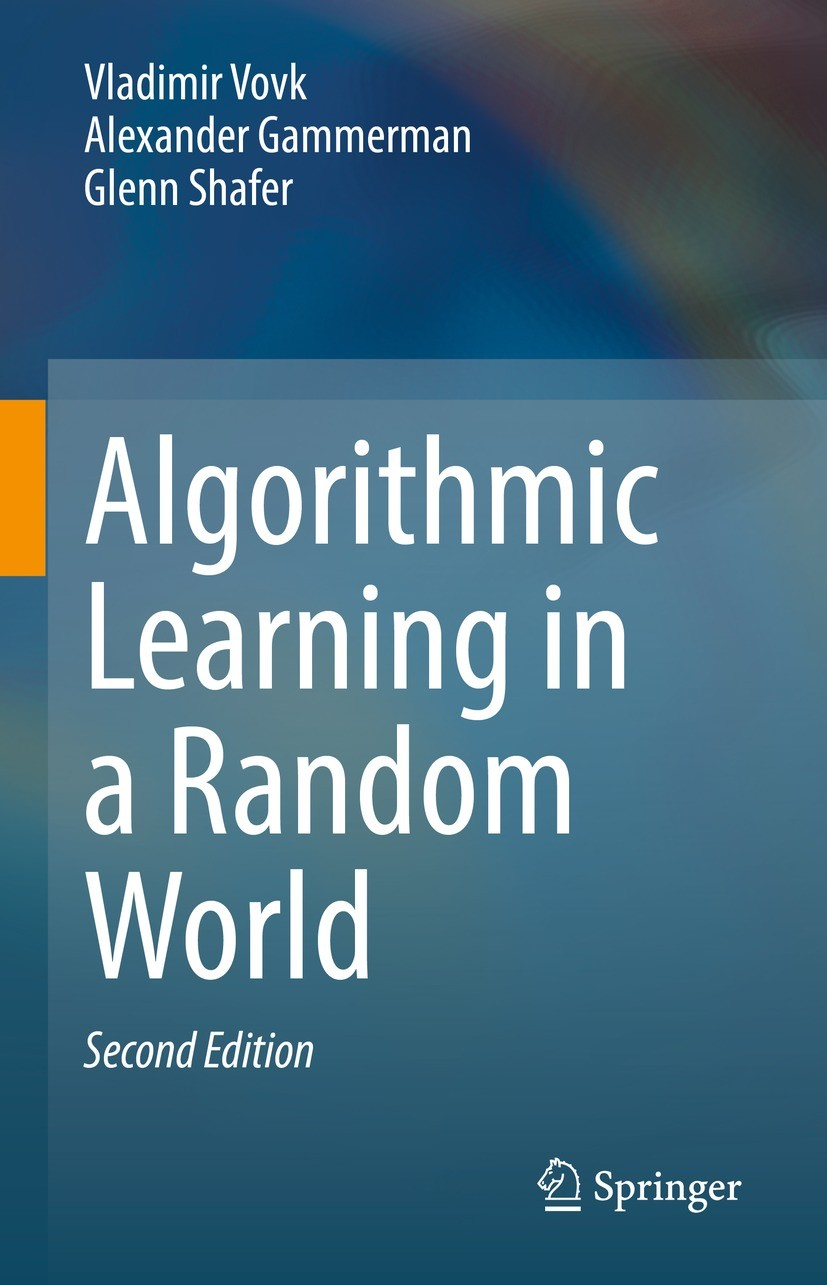 Vladimir Vovk
Alexander Gammerman
Glenn Shafer
Algorithmic
Learning in
a Random
World
Second Edition
Springer